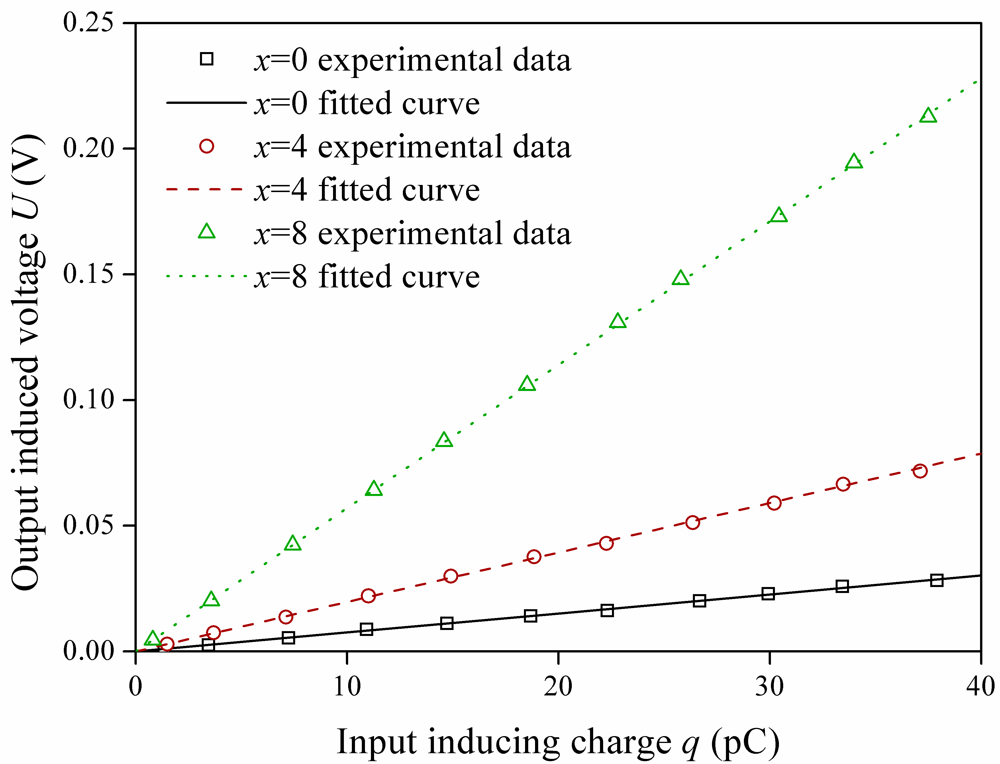 0.25
0.20
0.15
0.10
0.05
0.00
Output induced voltage U (V)
x=0 experimental data
x=0 fitted curve
x=4 experimental data
x=4 fitted curve
x=8 experimental data
x=8 fitted curve
0 10 20 30 40
Input inducing charge q (pC)